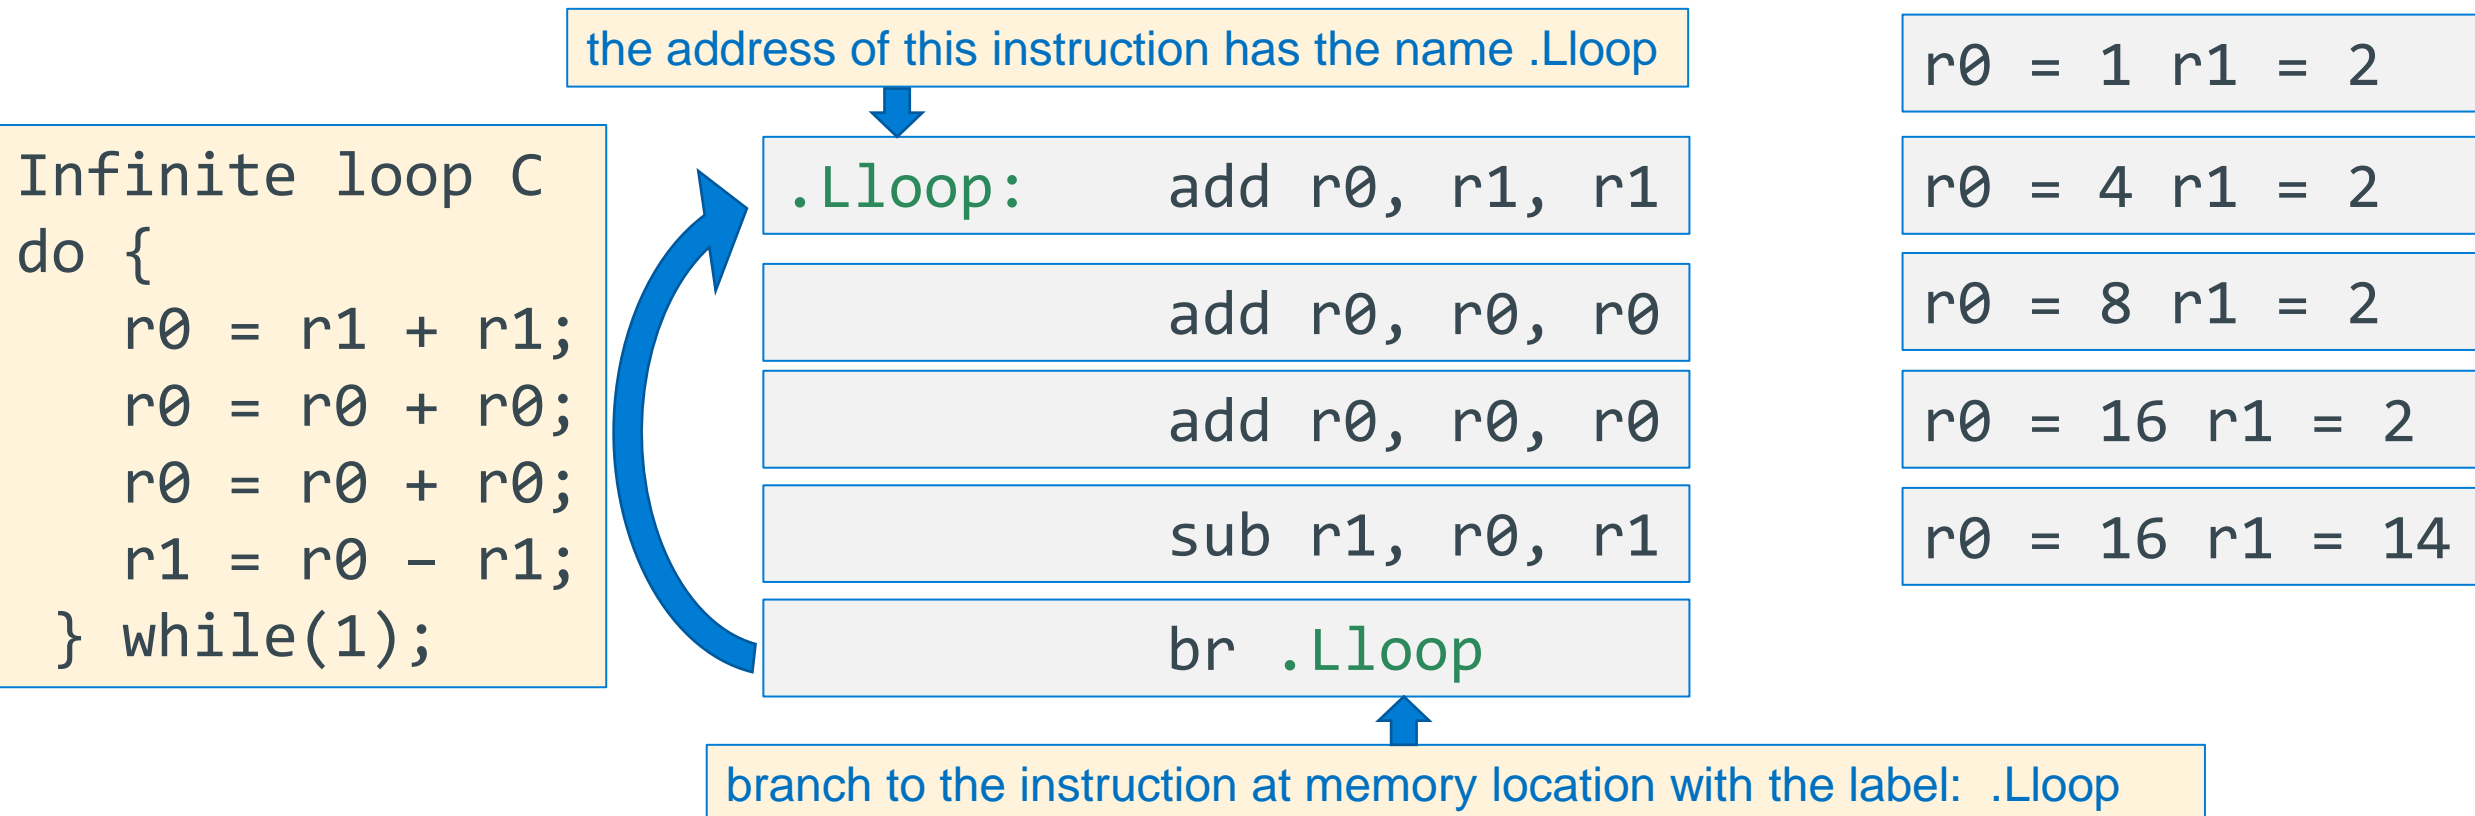 the address of this instruction has the name .Lloop
Infinite loop C
do {
r0 = r1 + r1;
r0 = r0 + r0;
r0 = r0 + r0;
r1 = r0 – r1;
} while(1);
.Lloop: add r0, r1, r1
add r0, r0, r0
add r0, r0, r0
sub r1, r0, r1
br .Lloop
branch to the instruction at memory location with the label: .Lloop
r0 = 1 r1 = 2
r0 = 4 r1 = 2
r0 = 8 r1 = 2
r0 = 16 r1 = 2
r0 = 16 r1 = 14